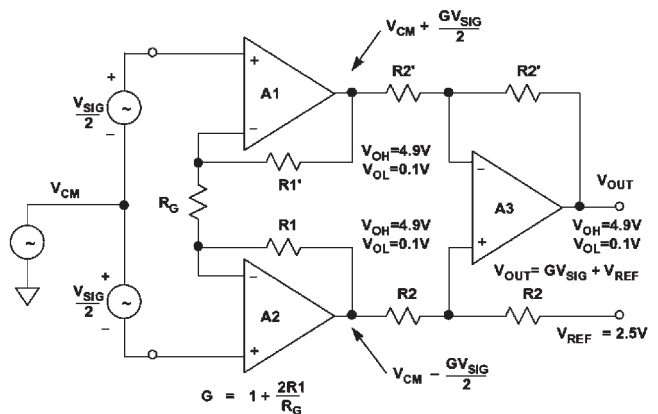 V_CM + GV_SIG/2
+
A1
−
R2'
R2'
V_SIG/2
+
~
−
V_OH=4.9V
V_OL=0.1V
R1'
V_CM
R_G
−
A3
+
V_OUT
V_OH=4.9V
V_OL=0.1V
V_OUT= GV_SIG + V_REF
~
R1
V_OH=4.9V
V_OL=0.1V
V_SIG/2
+
~
−
−
A2
+
R2
R2
V_REF = 2.5V
V_CM − GV_SIG/2
G = 1 + 2R1/R_G